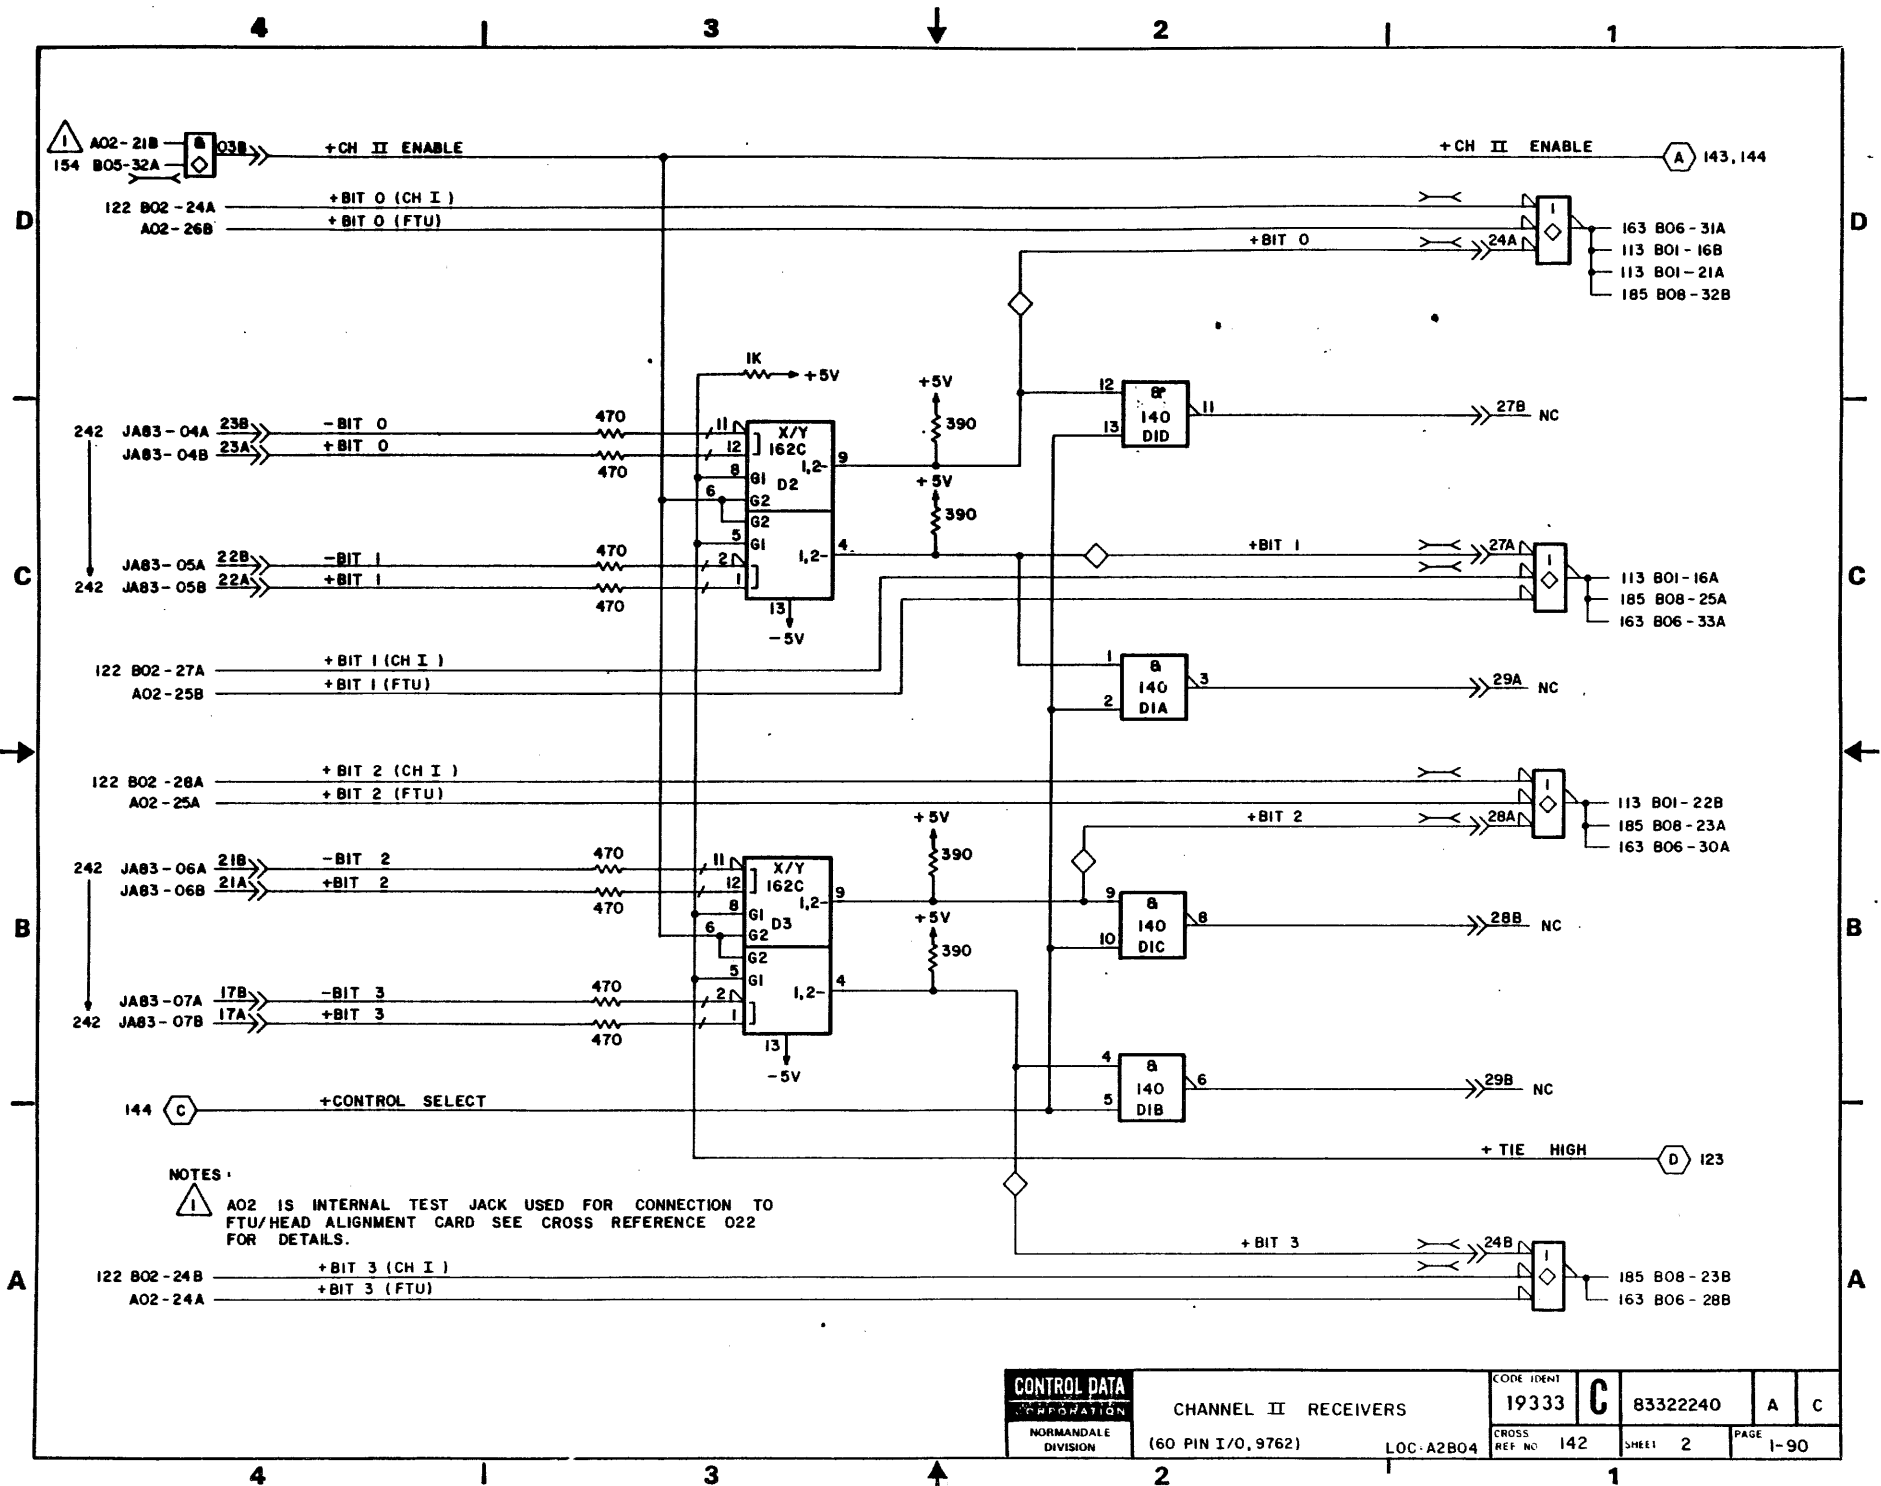 4 3 2 1
1 A02-21B & 03B +CH II ENABLE +CH II ENABLE A 143,144
154 B05-32A
122 B02-24A +BIT 0 (CH I)
D A02-26B +BIT 0 (FTU) 1 163 B06-31A D
+BIT 0 24A 113 B01-16B
113 B01-21A
185 B08-32B
1K +5V
+5V
390
12 & 11 27B NC
140
13 D1D
242 JA83-04A 23B -BIT 0 470 11 X/Y
JA83-04B 23A +BIT 0 470 12 162C
1,2- 9
8 G1 D2
6 G2
+5V
390
G2
5 G1
1,2- 4 +BIT 1 27A 1
JA83-05A 22B -BIT 1 470 2
C 242 JA83-05B 22A +BIT 1 470 1 113 B01-16A C
185 B08-25A
163 B06-33A
13
-5V
122 B02-27A +BIT 1 (CH I)
A02-25B +BIT 1 (FTU)
1 & 3 29A NC
140
2 D1A
122 B02-28A +BIT 2 (CH I) 1
A02-25A +BIT 2 (FTU) 113 B01-22B
+BIT 2 28A 185 B08-23A
163 B06-30A
+5V
390
242 JA83-06A 21B -BIT 2 470 11 X/Y
JA83-06B 21A +BIT 2 470 12 162C
1,2- 9
8 G1 D3
B 6 G2 B
+5V
390
9 & 8 28B NC
140
10 D1C
G2
5 G1
1,2- 4
JA83-07A 17B -BIT 3 470 2
242 JA83-07B 17A +BIT 3 470 1
13
-5V
4 & 6 29B NC
140
5 D1B
144 C +CONTROL SELECT
+ TIE HIGH D 123
NOTES:
1 A02 IS INTERNAL TEST JACK USED FOR CONNECTION TO
FTU/HEAD ALIGNMENT CARD SEE CROSS REFERENCE 022
FOR DETAILS.
+BIT 3 24B 1
A 122 B02-24B +BIT 3 (CH I) 185 B08-23B A
A02-24A +BIT 3 (FTU) 163 B06-28B
CONTROL DATA
CORPORATION
NORMANDALE
DIVISION
CHANNEL II RECEIVERS
(60 PIN I/O, 9762) LOC:A2B04
CODE IDENT
19333 C 83322240 A C
CROSS
REF NO 142 SHEET 2 PAGE 1-90
4 3 2 1